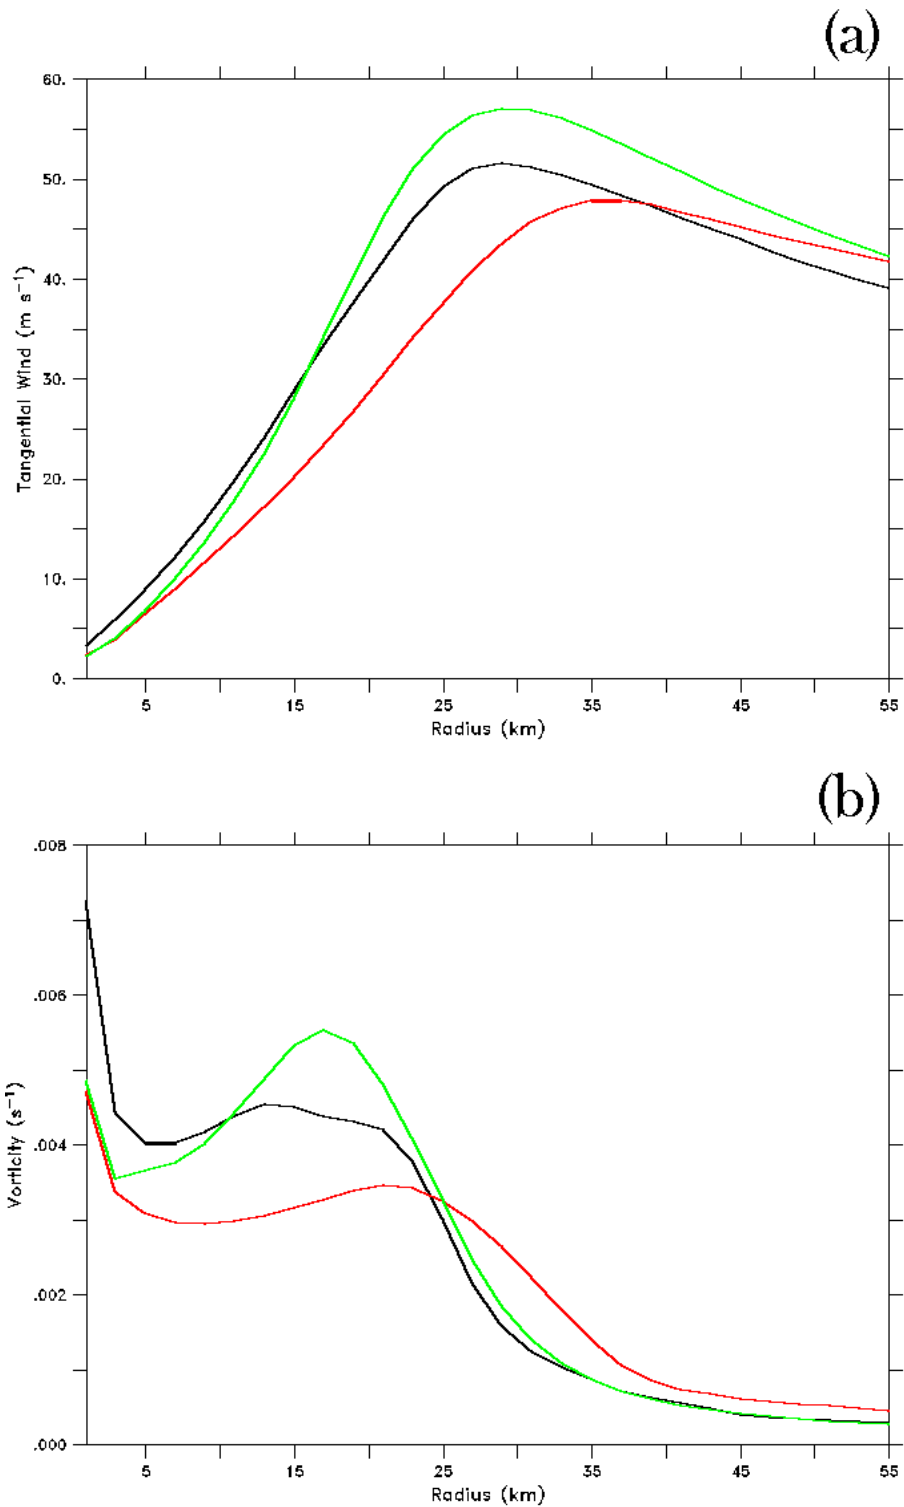 (a)
60.
50.
40.
30.
20.
10.
0.
Tangential Wind (m s⁻¹)
5 15 25 35 45 55
Radius (km)
(b)
.008
.006
.004
.002
.000
Vorticity (s⁻¹)
5 15 25 35 45 55
Radius (km)